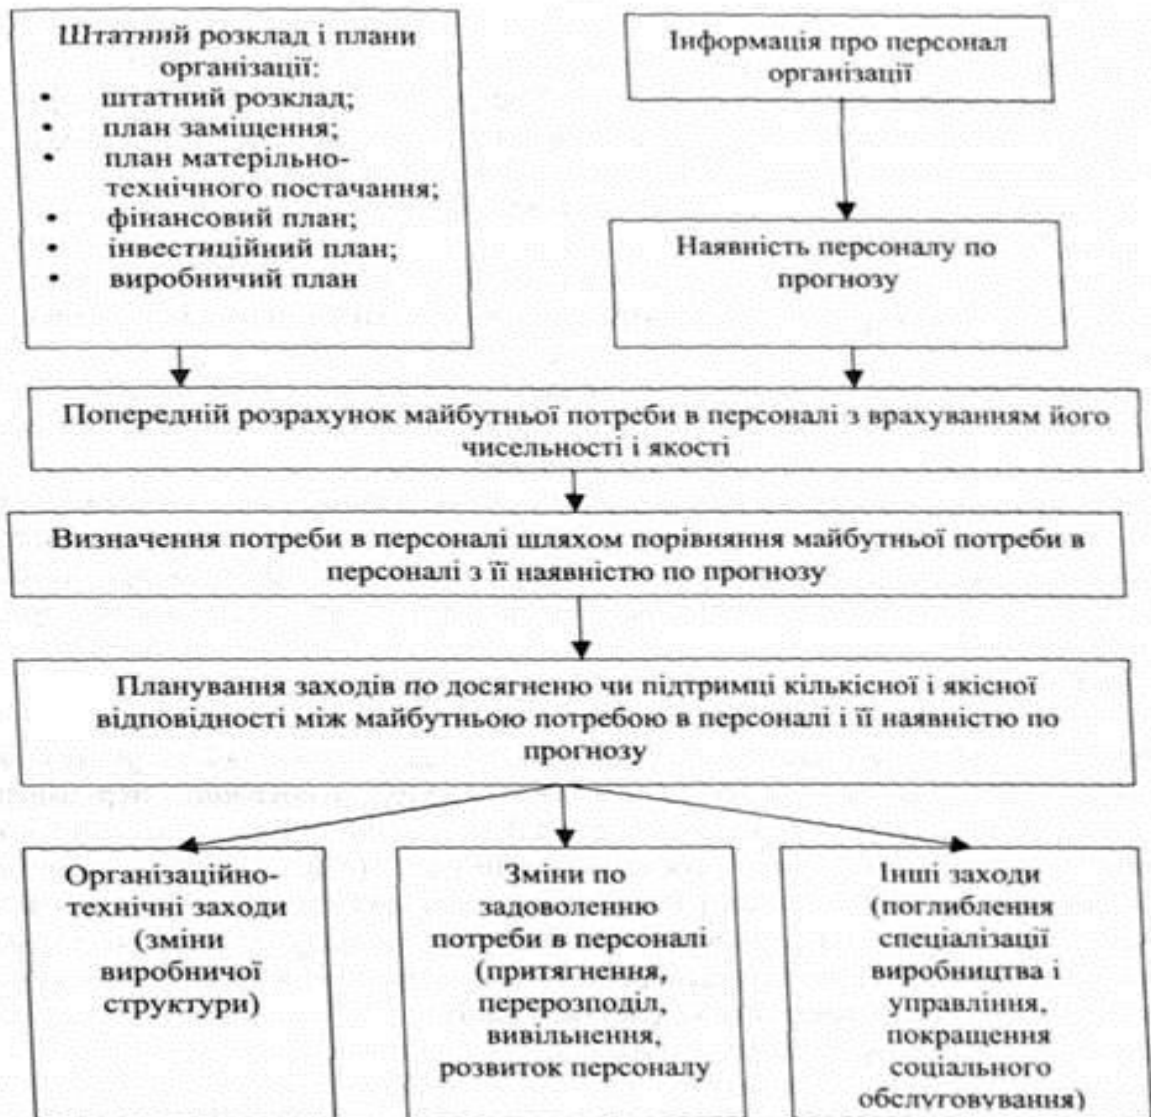 Штатний розклад і плани
організації:
• штатний розклад;
• план заміщення;
• план матерільно-
технічного постачання;
• фінансовий план;
• інвестиційний план;
• виробничий план
Інформація про персонал
організації
Наявність персоналу по
прогнозу
Попередній розрахунок майбутньої потреби в персоналі з врахуванням його
чисельності і якості
Визначення потреби в персоналі шляхом порівняння майбутньої потреби в
персоналі з її наявністю по прогнозу
Планування заходів по досягненю чи підтримці кількісної і якісної
відповідності між майбутньою потребою в персоналі і її наявністю по
прогнозу
Організаційно-
технічні заходи
(зміни
виробничої
структури)
Зміни по
задоволенню
потреби в персоналі
(притягнення,
перерозподіл,
вивільнення,
розвиток персоналу
Інші заходи
(поглиблення
спеціалізації
виробництва і
управління,
покращення
соціального
обслуговування)